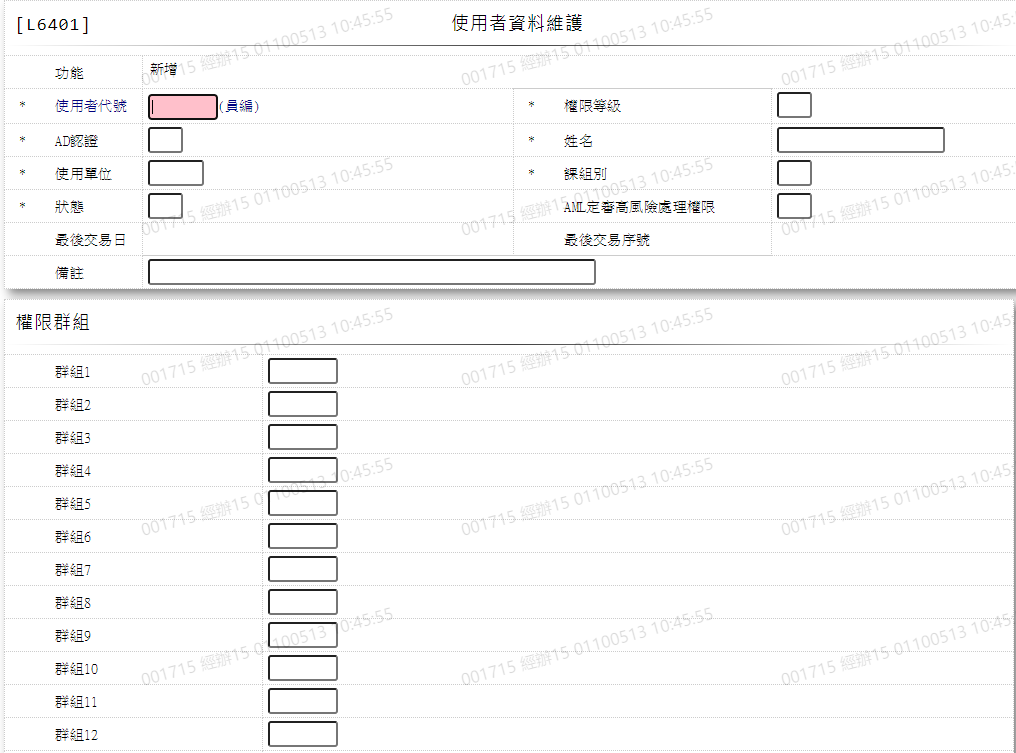 [L6401] 使用者資料維護
功能 新增
* 使用者代號 (員編) * 權限等級
* AD認證 * 姓名
* 使用單位 * 課組別
* 狀態 AML定審高風險處理權限
最後交易日 最後交易序號
備註
權限群組
群組1
群組2
群組3
群組4
群組5
群組6
群組7
群組8
群組9
群組10
群組11
群組12
001715 經辦15 01100513 10:45:55